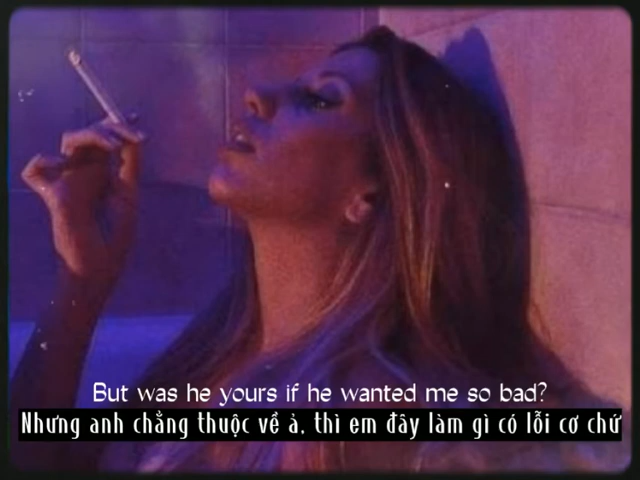 But was he yours if he wanted me so bad?
Nhưng anh chẳng thuộc về ả, thì em đây làm gì có lỗi cơ chứ